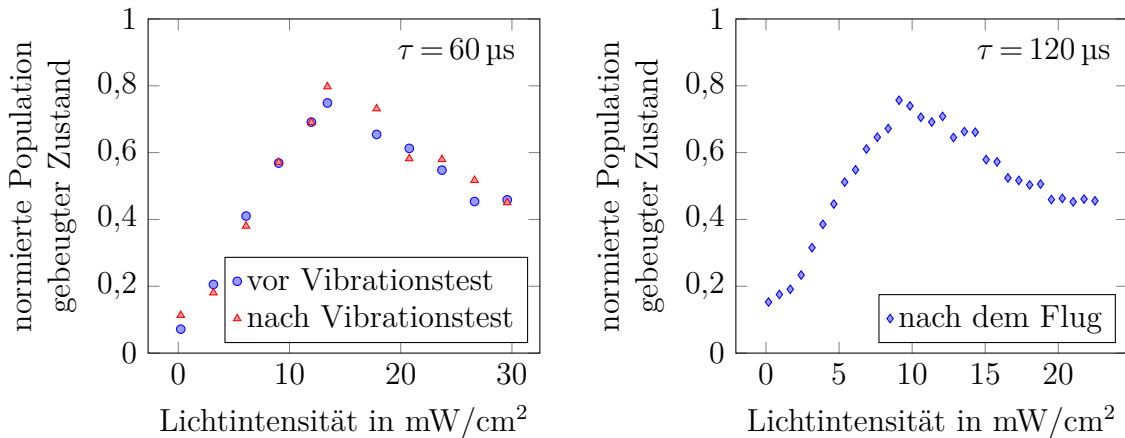 normierte Population
gebeugter Zustand
1
0,8
0,6
0,4
0,2
0
τ = 60 µs
vor Vibrationstest
nach Vibrationstest
0 10 20 30
Lichtintensität in mW/cm²
normierte Population
gebeugter Zustand
1
0,8
0,6
0,4
0,2
0
τ = 120 µs
nach dem Flug
0 5 10 15 20
Lichtintensität in mW/cm²